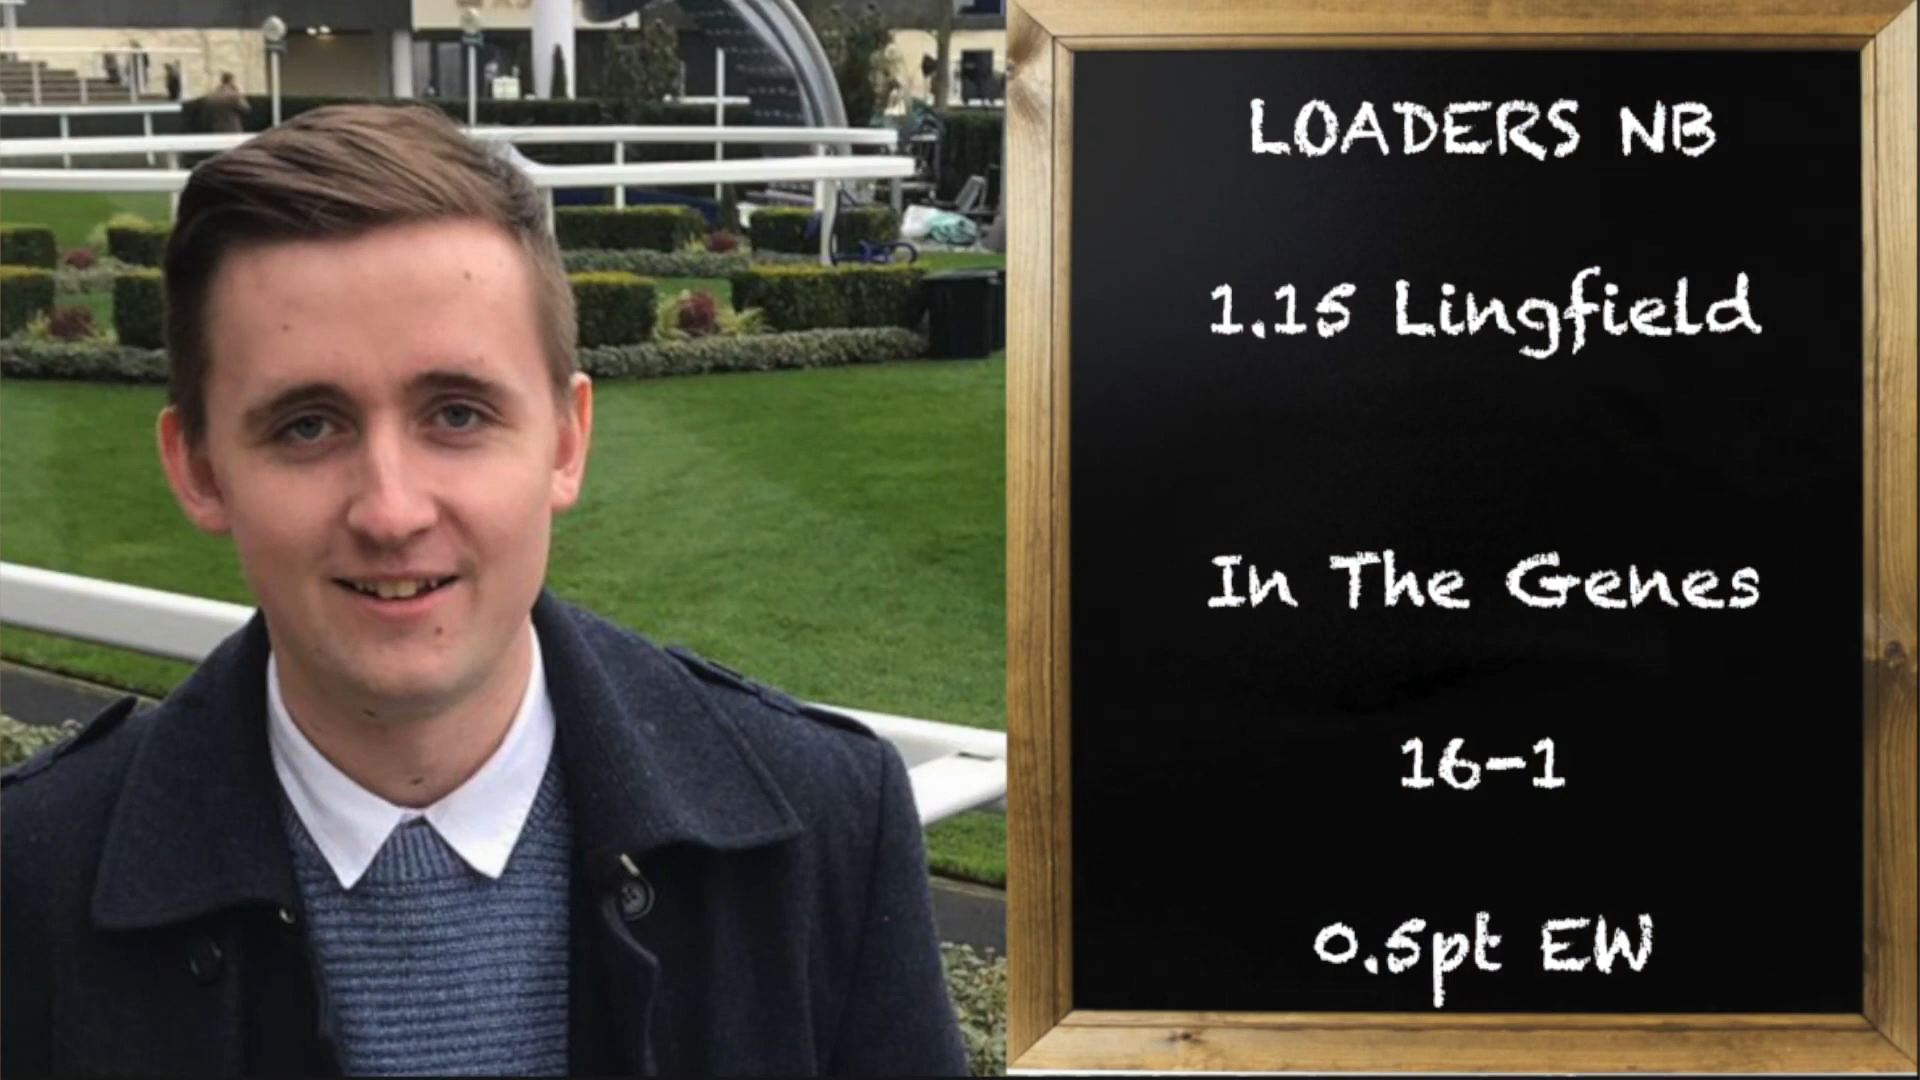 LOADERS NB
1.15 Lingfield
In The Genes
16-1
0.5pt EW